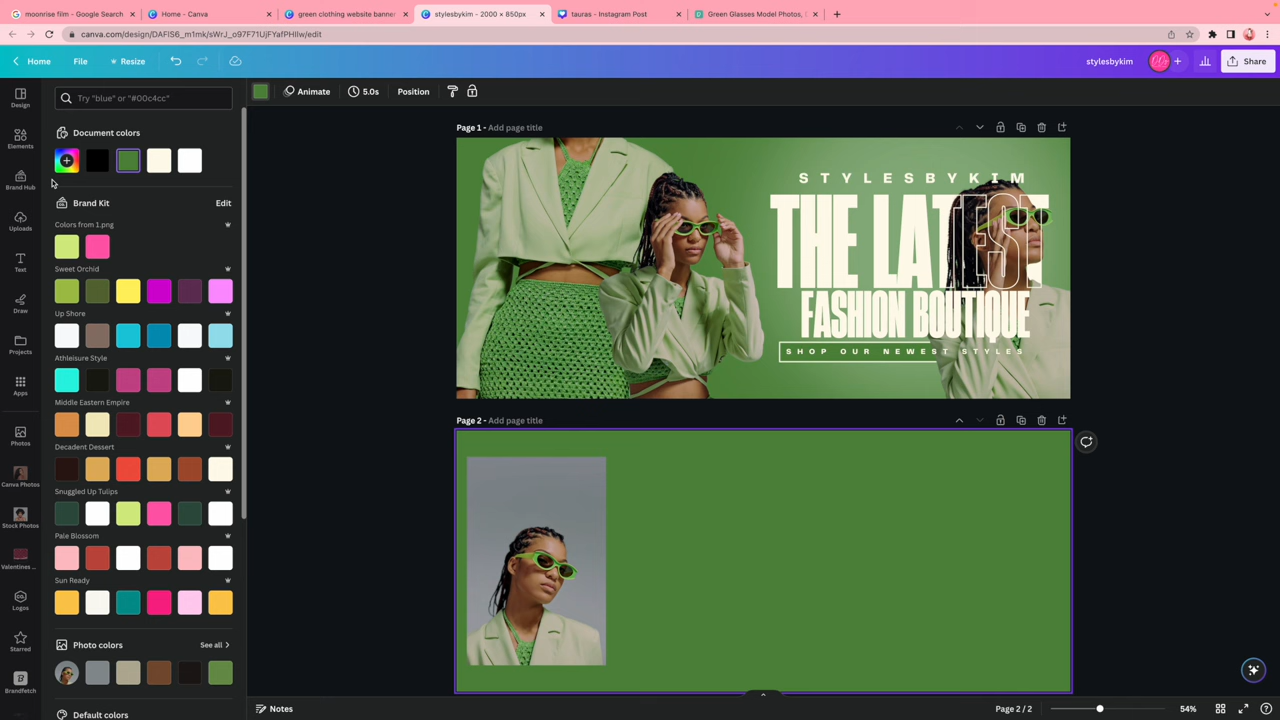 moonrise film - Google Search
Home - Canva
green clothing website banner
stylesbykim - 2000 × 850px
tauras - Instagram Post
Green Glasses Model Photos,
canva.com/design/DAFlS6_m1mk/sWrJ_o97F71UjFYafPHIiw/edit
Home
File
Resize
stylesbykim
Share
Design
Elements
Brand Hub
Uploads
Text
Draw
Projects
Apps
Photos
Canva Photos
Stock Photos
Valentines ...
Logos
Starred
Brandfetch
Try "blue" or "#00c4cc"
Document colors
Brand Kit
Edit
Colors from 1.png
Sweet Orchid
Up Shore
Athleisure Style
Middle Eastern Empire
Decadent Dessert
Snuggled Up Tulips
Pale Blossom
Sun Ready
Photo colors
See all
Default colors
Animate
5.0s
Position
Page 1 - Add page title
STYLESBYKIM
THE LATEST
FASHION BOUTIQUE
SHOP OUR NEWEST STYLES
Page 2 - Add page title
Notes
Page 2 / 2
54%